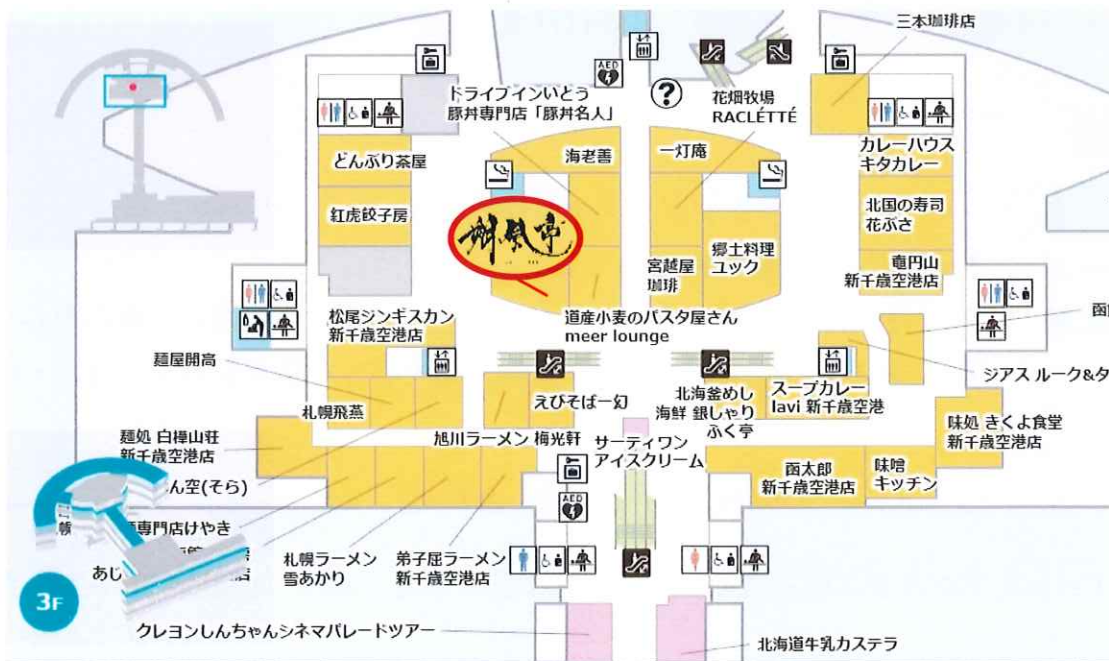 三本珈琲店
AED
ドライブインいとう
豚丼専門店「豚丼名人」
?
花畑牧場
RACLÉTTÉ
どんぶり茶屋
海老善
一灯庵
カレーハウス
キタカレー
紅虎餃子房
北国の寿司
花ぶさ
郷土料理
ユック
宮越屋
珈琲
竜円山
新千歳空港店
松尾ジンギスカン
新千歳空港店
道産小麦のパスタ屋さん
meer lounge
麺屋開高
ジアス ルーク&タ
札幌飛燕
えびそば一幻
北海釜めし
海鮮 銀しゃり
ふく亭
スープカレー
lavi 新千歳空港
麺処 白樺山荘
新千歳空港店
旭川ラーメン 梅光軒
サーティワン
アイスクリーム
味処 きくよ食堂
新千歳空港店
函太郎
新千歳空港店
味噌
キッチン
ん空(そら)
AED
専門店けやき
あじ
札幌ラーメン
雪あかり
弟子屈ラーメン
新千歳空港店
3F
クレヨンしんちゃんシネマパレードツアー
北海道牛乳カステラ